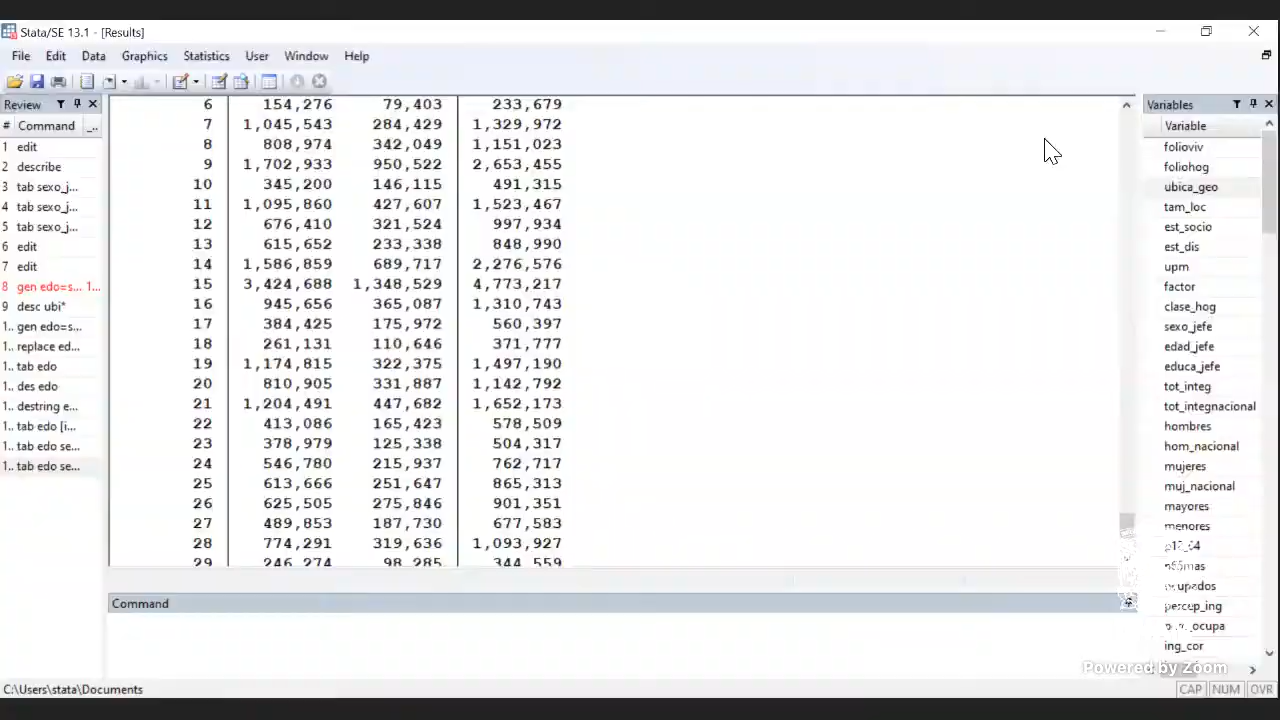 Stata/SE 13.1 - [Results]
File Edit Data Graphics Statistics User Window Help
Review
# Command ...
1 edit
2 describe
3 tab sexo_j...
4 tab sexo_j...
5 tab sexo_j...
6 edit
7 edit
8 gen edo=s... 1...
9 desc ubi*
1.. gen edo=s...
1.. replace ed...
1.. tab edo
1.. des edo
1.. destring e...
1.. tab edo [i...
1.. tab edo se...
1.. tab edo se...
6 154,276 79,403 233,679
7 1,045,543 284,429 1,329,972
8 808,974 342,049 1,151,023
9 1,702,933 950,522 2,653,455
10 345,200 146,115 491,315
11 1,095,860 427,607 1,523,467
12 676,410 321,524 997,934
13 615,652 233,338 848,990
14 1,586,859 689,717 2,276,576
15 3,424,688 1,348,529 4,773,217
16 945,656 365,087 1,310,743
17 384,425 175,972 560,397
18 261,131 110,646 371,777
19 1,174,815 322,375 1,497,190
20 810,905 331,887 1,142,792
21 1,204,491 447,682 1,652,173
22 413,086 165,423 578,509
23 378,979 125,338 504,317
24 546,780 215,937 762,717
25 613,666 251,647 865,313
26 625,505 275,846 901,351
27 489,853 187,730 677,583
28 774,291 319,636 1,093,927
29 246,274 98,285 344,559
Command
Variables
Variable
folioviv
foliohog
ubica_geo
tam_loc
est_socio
est_dis
upm
factor
clase_hog
sexo_jefe
edad_jefe
educa_jefe
tot_integ
tot_integnacional
hombres
hom_nacional
mujeres
muj_nacional
mayores
menores
p12_64
p65mas
ocupados
percep_ing
perc_ocupa
ing_cor
Powered by Zoom
C:\Users\stata\Documents
CAP NUM OVR